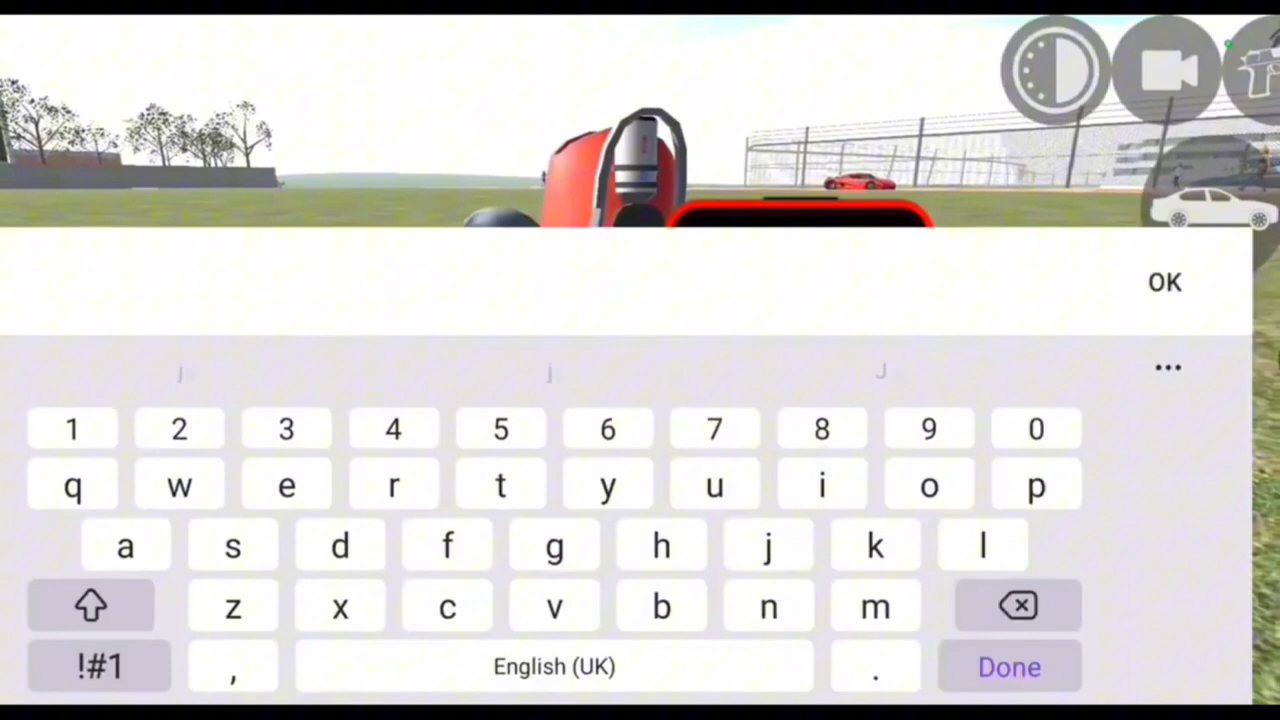 OK
j j J
1 2 3 4 5 6 7 8 9 0
q w e r t y u i o p
a s d f g h j k l
z x c v b n m
!#1 , English (UK) . Done